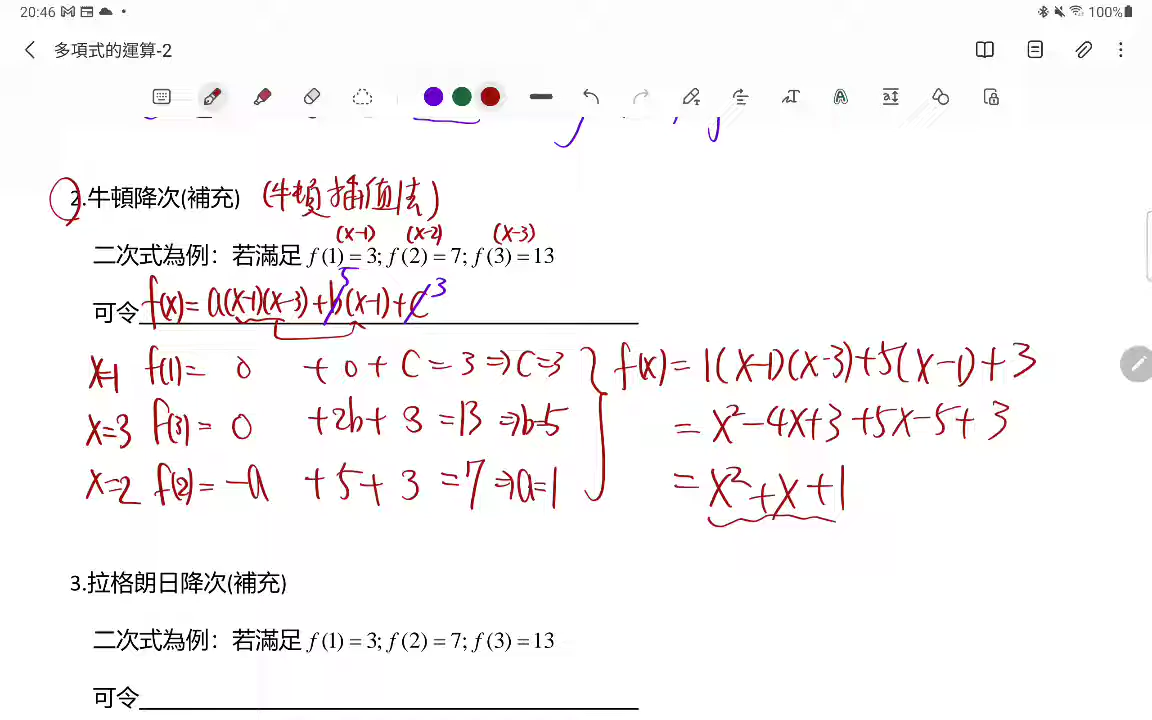 20:46 100%
多項式的運算-2
2.牛頓降次(補充) (牛頓插值法)
(x-1) (x-2) (x-3)
二次式為例：若滿足 f(1)=3; f(2)=7; f(3)=13
5 3
可令 f(x)=a(x-1)(x-3)+b(x-1)+c
x=1 f(1)= 0 +0+C=3⇒C=3 f(x)=1(x-1)(x-3)+5(x-1)+3
x=3 f(3)= 0 +2b+3=13⇒b=5 =x²-4x+3+5x-5+3
x=2 f(2)=-a +5+3=7⇒a=1 =x²+x+1
3.拉格朗日降次(補充)
二次式為例：若滿足 f(1)=3; f(2)=7; f(3)=13
可令